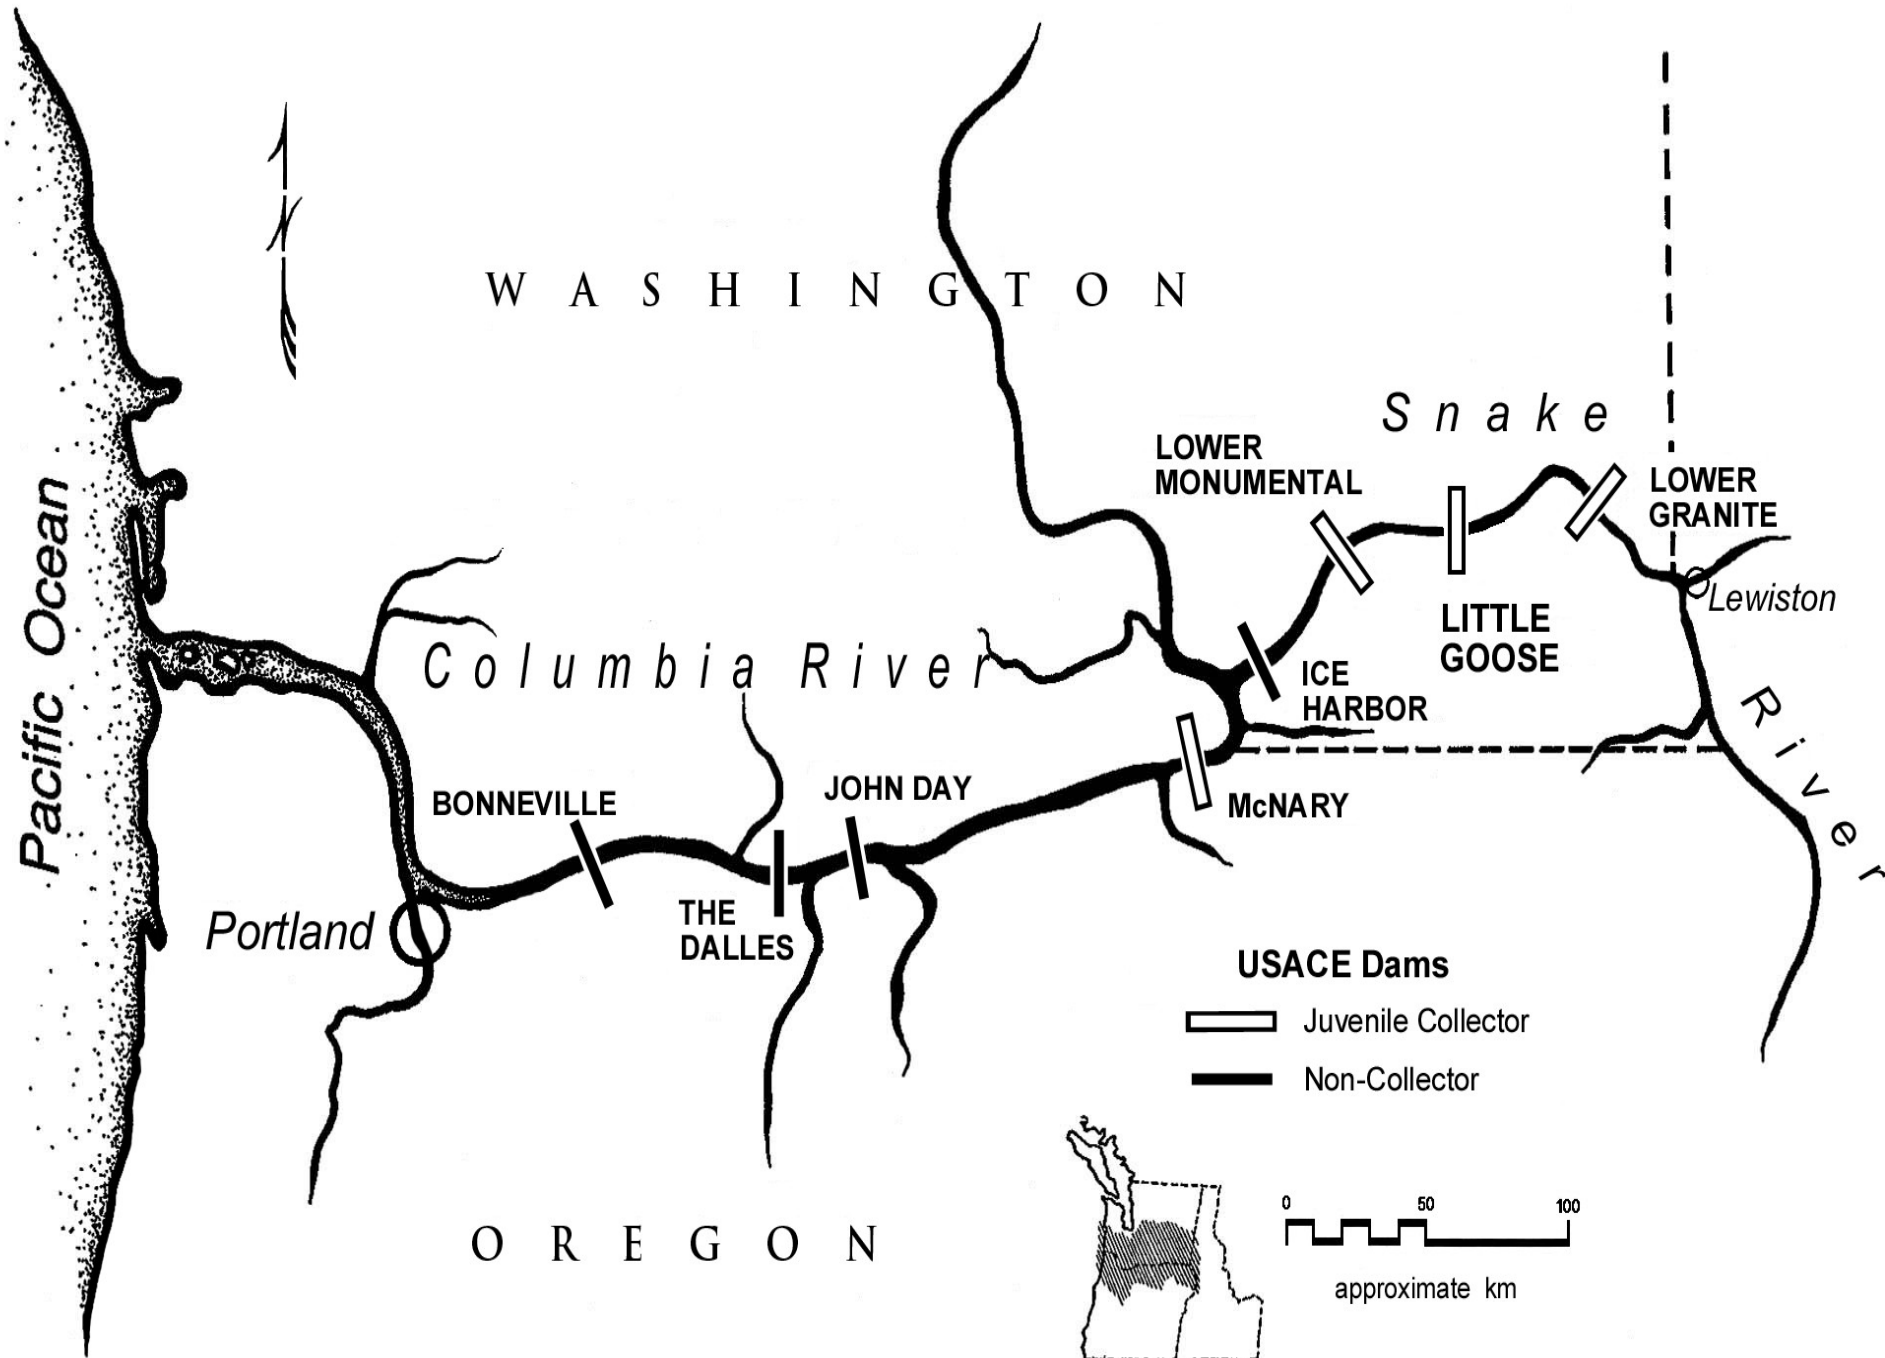 WASHINGTON
Snake
LOWER
MONUMENTAL
LOWER
GRANITE
Lewiston
LITTLE
GOOSE
Columbia River
ICE
HARBOR
River
Pacific Ocean
BONNEVILLE
JOHN DAY
McNARY
THE
DALLES
Portland
USACE Dams
Juvenile Collector
Non-Collector
OREGON
0 50 100
approximate km